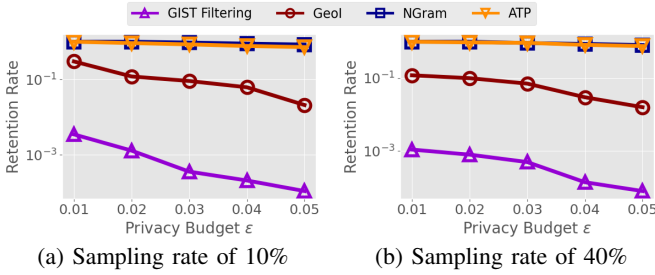 GIST Filtering GeoI NGram ATP
Retention Rate
10⁻¹
10⁻³
0.01 0.02 0.03 0.04 0.05
Privacy Budget ε
(a) Sampling rate of 10%
Retention Rate
10⁻¹
10⁻³
0.01 0.02 0.03 0.04 0.05
Privacy Budget ε
(b) Sampling rate of 40%